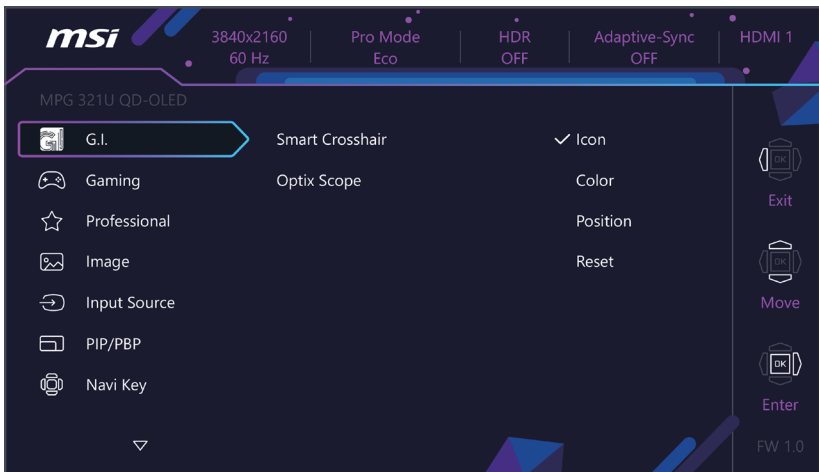 msi
3840x2160
60 Hz
Pro Mode
Eco
HDR
OFF
Adaptive-Sync
OFF
HDMI 1
MPG 321U QD-OLED
G.I.
Smart Crosshair
Icon
Gaming
Optix Scope
Color
Professional
Position
Image
Reset
Input Source
PIP/PBP
Navi Key
OK
Exit
OK
Move
OK
Enter
FW 1.0